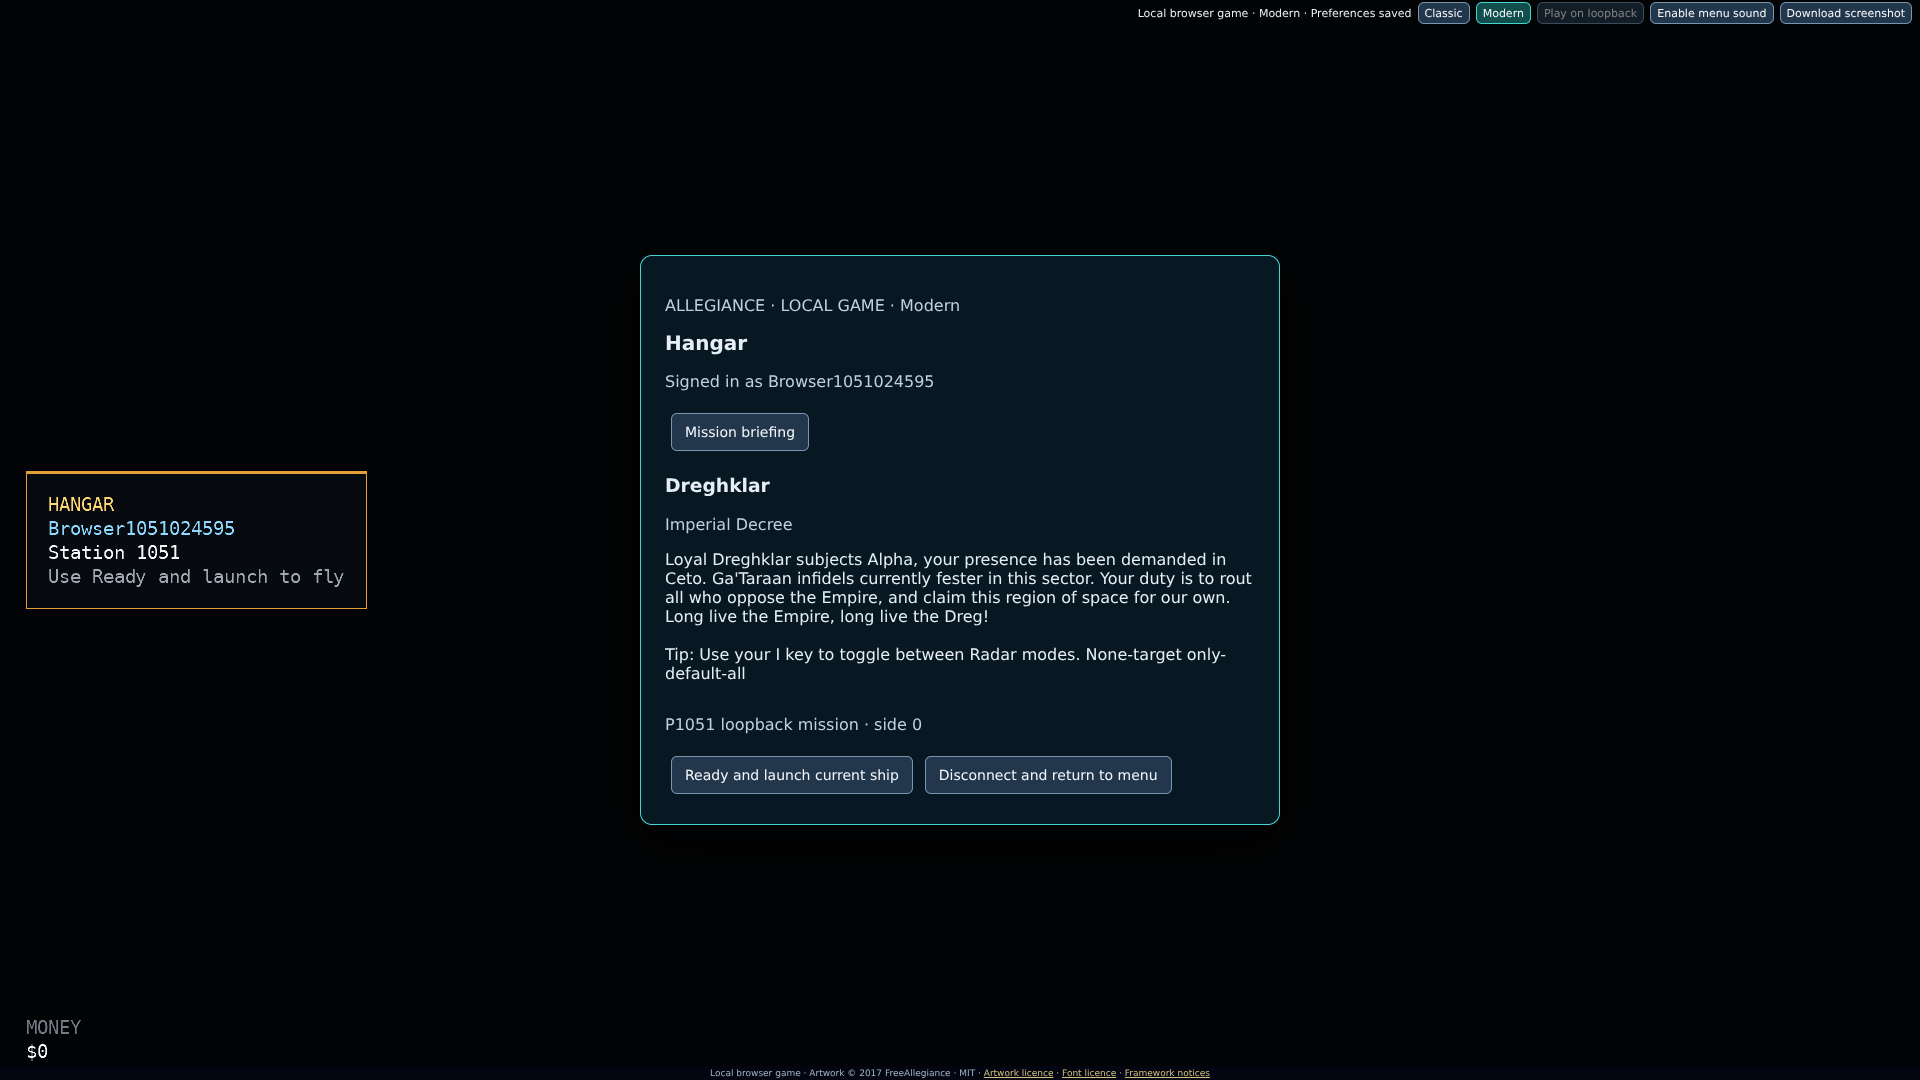 Local browser game · Modern · Preferences saved Classic Modern Play on loopback Enable menu sound Download screenshot
ALLEGIANCE · LOCAL GAME · Modern
Hangar
Signed in as Browser1051024595
Mission briefing
Dreghklar
Imperial Decree
Loyal Dreghklar subjects Alpha, your presence has been demanded in
Ceto. Ga'Taraan infidels currently fester in this sector. Your duty is to rout
all who oppose the Empire, and claim this region of space for our own.
Long live the Empire, long live the Dreg!
Tip: Use your I key to toggle between Radar modes. None-target only-
default-all
P1051 loopback mission · side 0
Ready and launch current ship Disconnect and return to menu
HANGAR
Browser1051024595
Station 1051
Use Ready and launch to fly
MONEY
$0
Local browser game · Artwork © 2017 FreeAllegiance · MIT · Artwork licence · Font licence · Framework notices